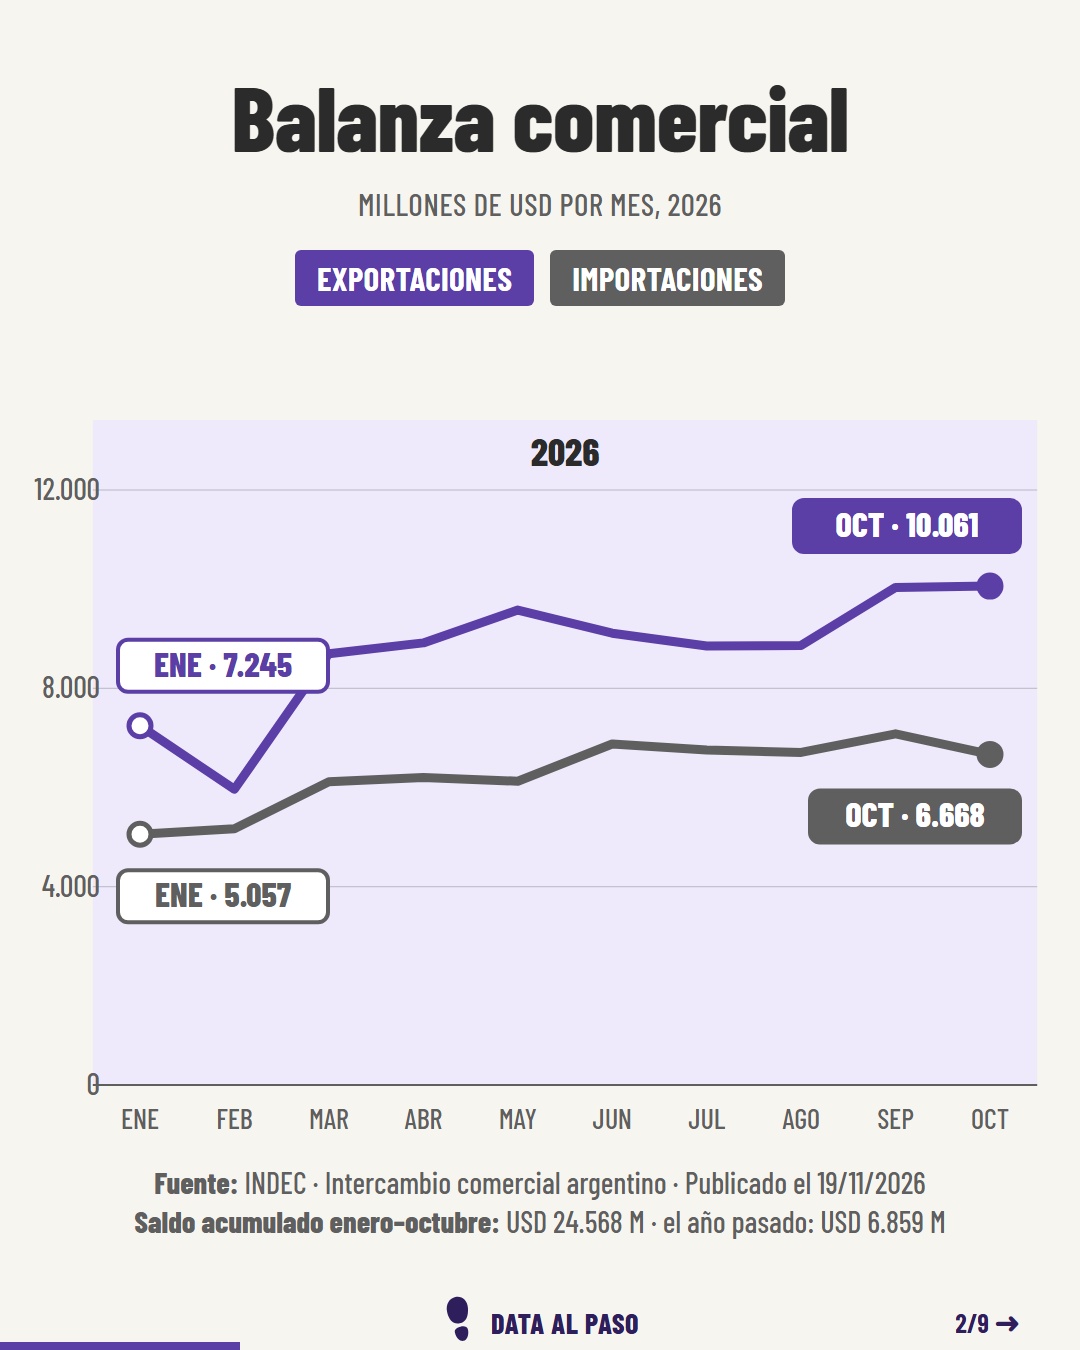 Balanza comercial
MILLONES DE USD POR MES, 2026
EXPORTACIONES IMPORTACIONES
2026
12.000
OCT · 10.061
ENE · 7.245
8.000
OCT · 6.668
4.000
ENE · 5.057
0
ENE FEB MAR ABR MAY JUN JUL AGO SEP OCT
Fuente: INDEC · Intercambio comercial argentino · Publicado el 19/11/2026
Saldo acumulado enero-octubre: USD 24.568 M · el año pasado: USD 6.859 M
DATA AL PASO
2/9 →